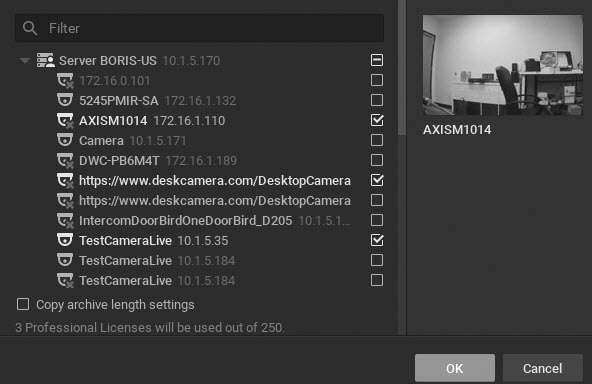 Filter
Server BORIS-US 10.1.5.170
172.16.0.101
5245PMIR-SA 172.16.1.132
AXISM1014 172.16.1.110
Camera 10.1.5.171
DWC-PB6M4T 172.16.1.189
https://www.deskcamera.com/DesktopCamera
https://www.deskcamera.com/DesktopCamera
IntercomDoorBirdOneDoorBird_D205 10.1.5.1...
TestCameraLive 10.1.5.35
TestCameraLive 10.1.5.184
TestCameraLive 10.1.5.184
Copy archive length settings
3 Professional Licenses will be used out of 250.
AXISM1014
OK Cancel